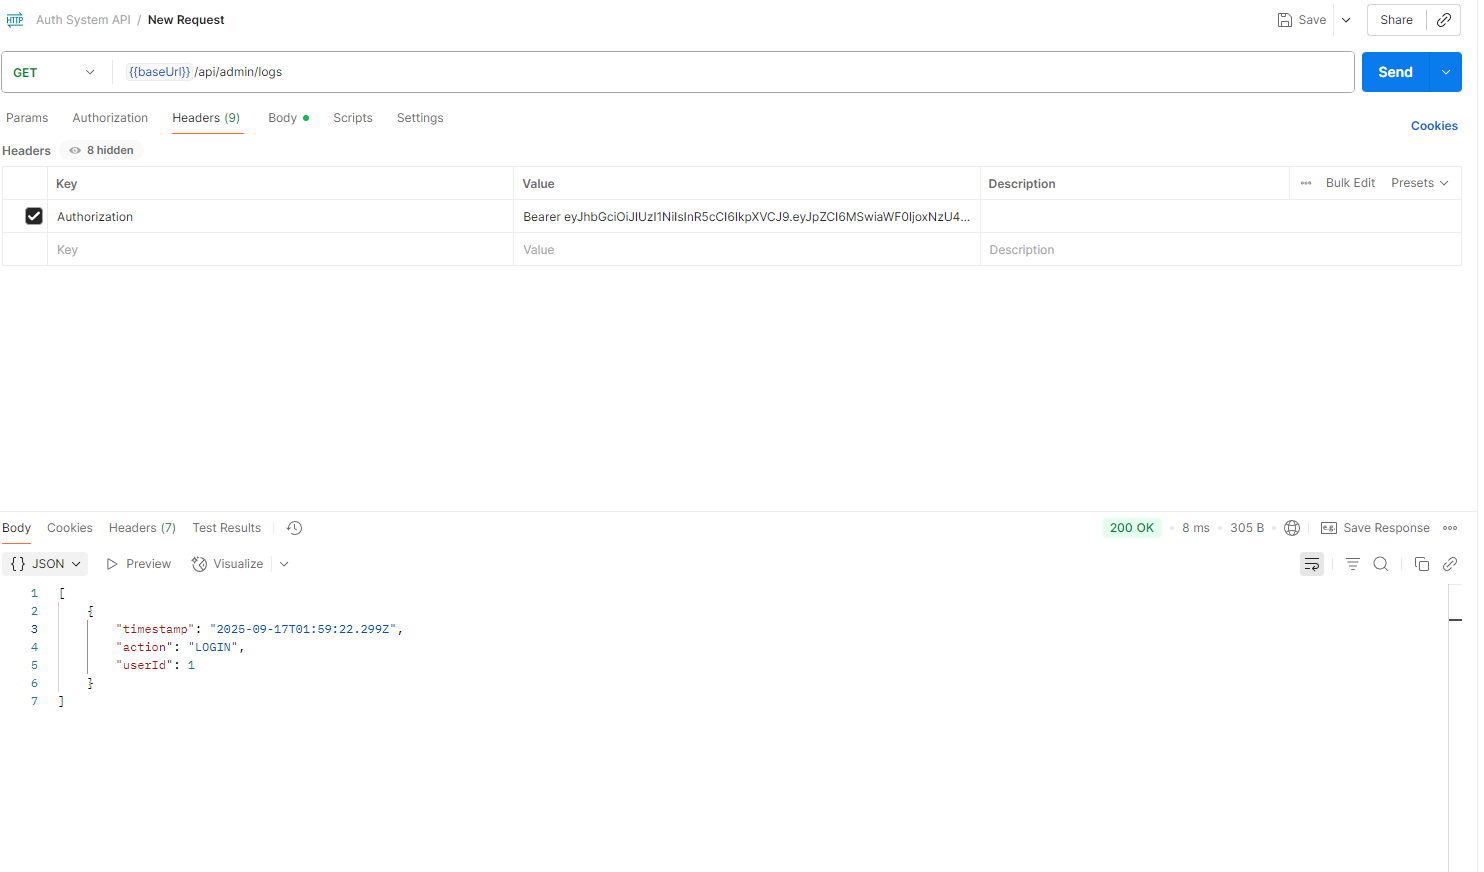 HTTP Auth System API / New Request Save Share
GET {{baseUrl}} /api/admin/logs Send
Params Authorization Headers (9) Body Scripts Settings Cookies
Headers 8 hidden
Key Value Description Bulk Edit Presets
Authorization Bearer eyJhbGciOiJIUzI1NiIsInR5cCI6IkpXVCJ9.eyJpZCI6MSwiaWF0IjoxNzU4...
Key Value Description
Body Cookies Headers (7) Test Results 200 OK 8 ms 305 B e.g. Save Response
{} JSON Preview Visualize
1 [
2 {
3 "timestamp": "2025-09-17T01:59:22.299Z",
4 "action": "LOGIN",
5 "userId": 1
6 }
7 ]